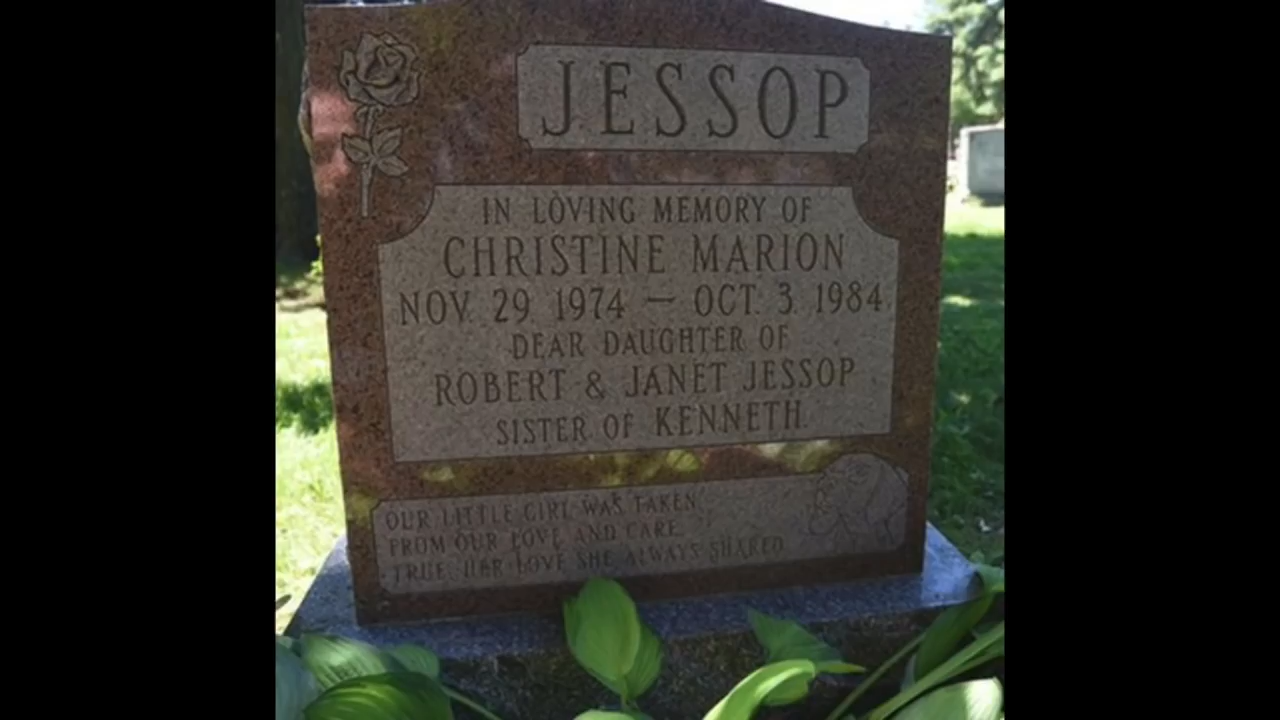 JESSOP
IN LOVING MEMORY OF
CHRISTINE MARION
NOV. 29 1974 — OCT. 3. 1984
DEAR DAUGHTER OF
ROBERT & JANET JESSOP
SISTER OF KENNETH.
OUR LITTLE GIRL WAS TAKEN
FROM OUR LOVE AND CARE
TRUE, HER LOVE SHE ALWAYS SHARED